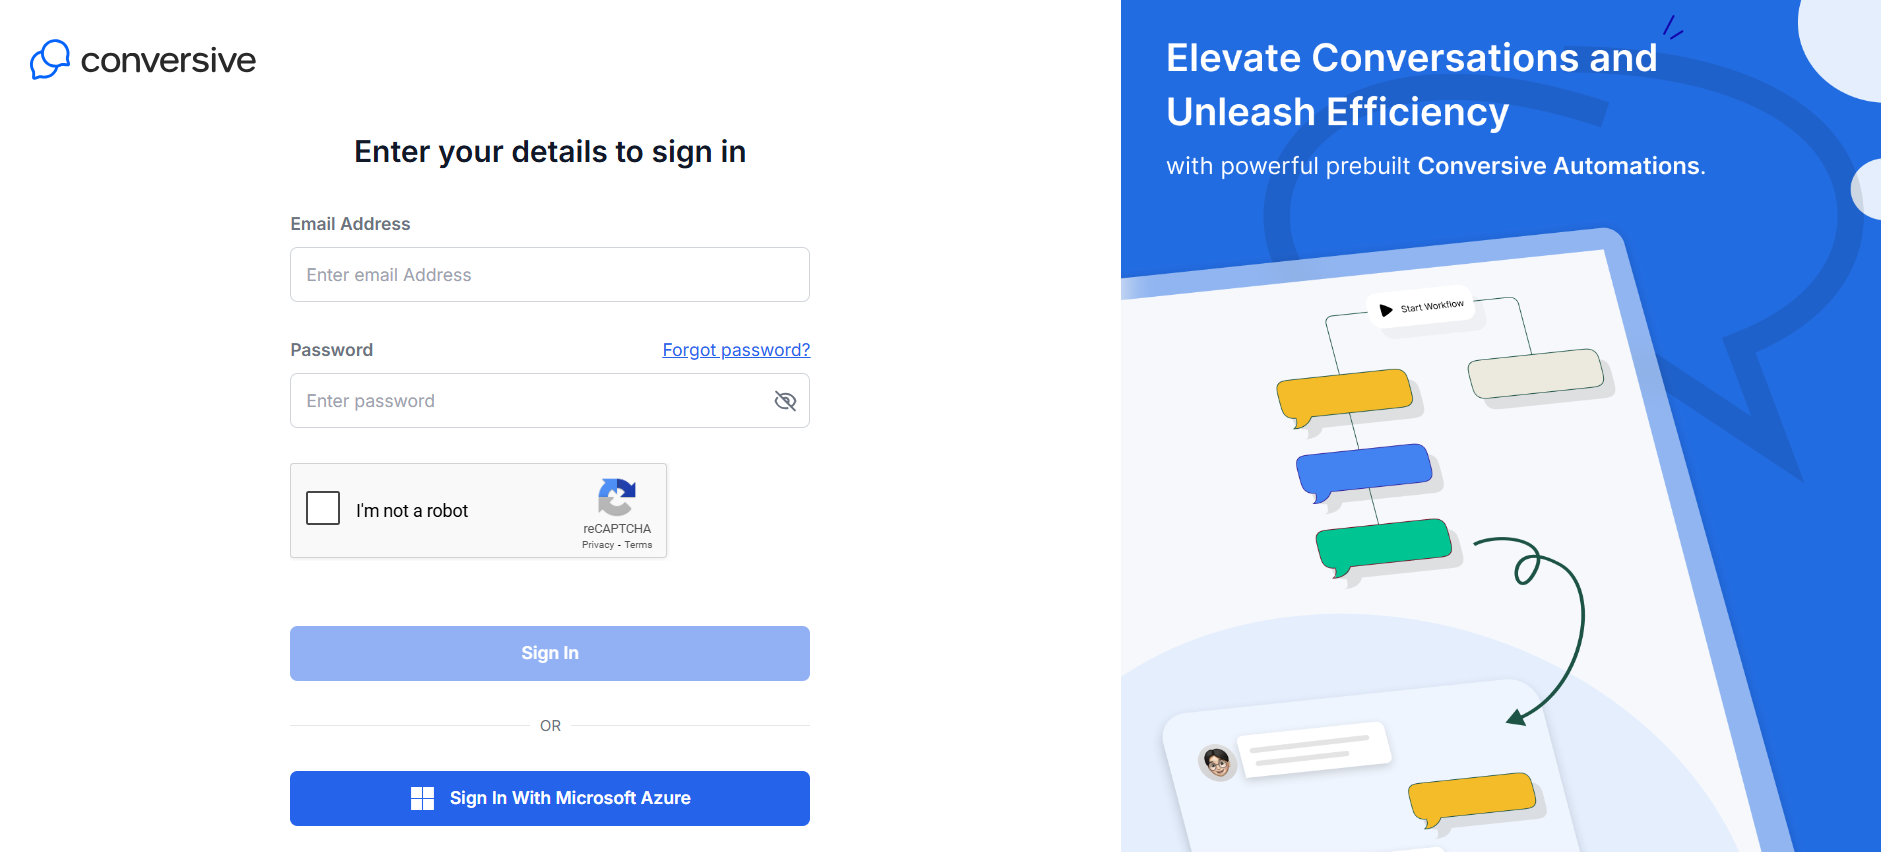 conversive
Enter your details to sign in
Email Address
Enter email Address
Password
Forgot password?
Enter password
I'm not a robot
reCAPTCHA
Privacy - Terms
Sign In
OR
Sign In With Microsoft Azure
Elevate Conversations and
Unleash Efficiency
with powerful prebuilt Conversive Automations.
Start Workflow